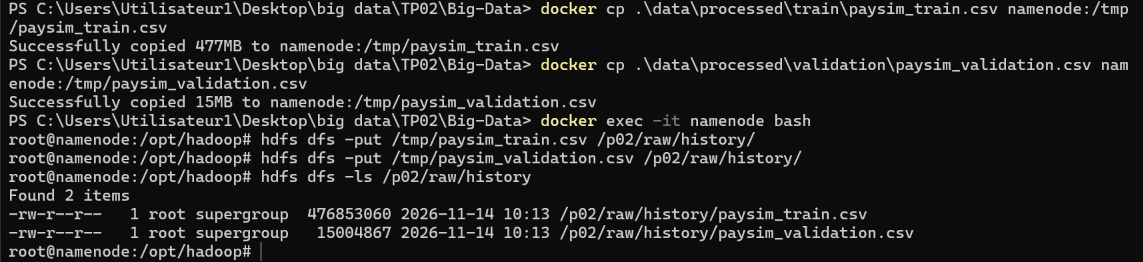 PS C:\Users\Utilisateur1\Desktop\big data\TP02\Big-Data> docker cp .\data\processed\train\paysim_train.csv namenode:/tmp
/paysim_train.csv
Successfully copied 477MB to namenode:/tmp/paysim_train.csv
PS C:\Users\Utilisateur1\Desktop\big data\TP02\Big-Data> docker cp .\data\processed\validation\paysim_validation.csv nam
enode:/tmp/paysim_validation.csv
Successfully copied 15MB to namenode:/tmp/paysim_validation.csv
PS C:\Users\Utilisateur1\Desktop\big data\TP02\Big-Data> docker exec -it namenode bash
root@namenode:/opt/hadoop# hdfs dfs -put /tmp/paysim_train.csv /p02/raw/history/
root@namenode:/opt/hadoop# hdfs dfs -put /tmp/paysim_validation.csv /p02/raw/history/
root@namenode:/opt/hadoop# hdfs dfs -ls /p02/raw/history
Found 2 items
-rw-r--r--   1 root supergroup  476853060 2026-11-14 10:13 /p02/raw/history/paysim_train.csv
-rw-r--r--   1 root supergroup   15004867 2026-11-14 10:13 /p02/raw/history/paysim_validation.csv
root@namenode:/opt/hadoop#